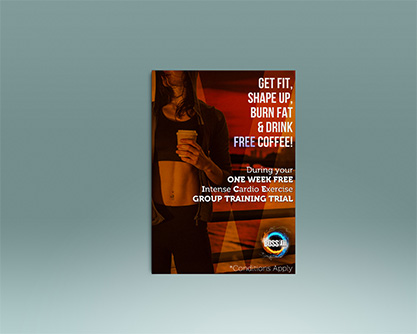 GET FIT,
SHAPE UP,
BURN FAT
& DRINK
FREE COFFEE!
During your
ONE WEEK FREE
Intense Cardio Exercise
GROUP TRAINING TRIAL
*Conditions Apply